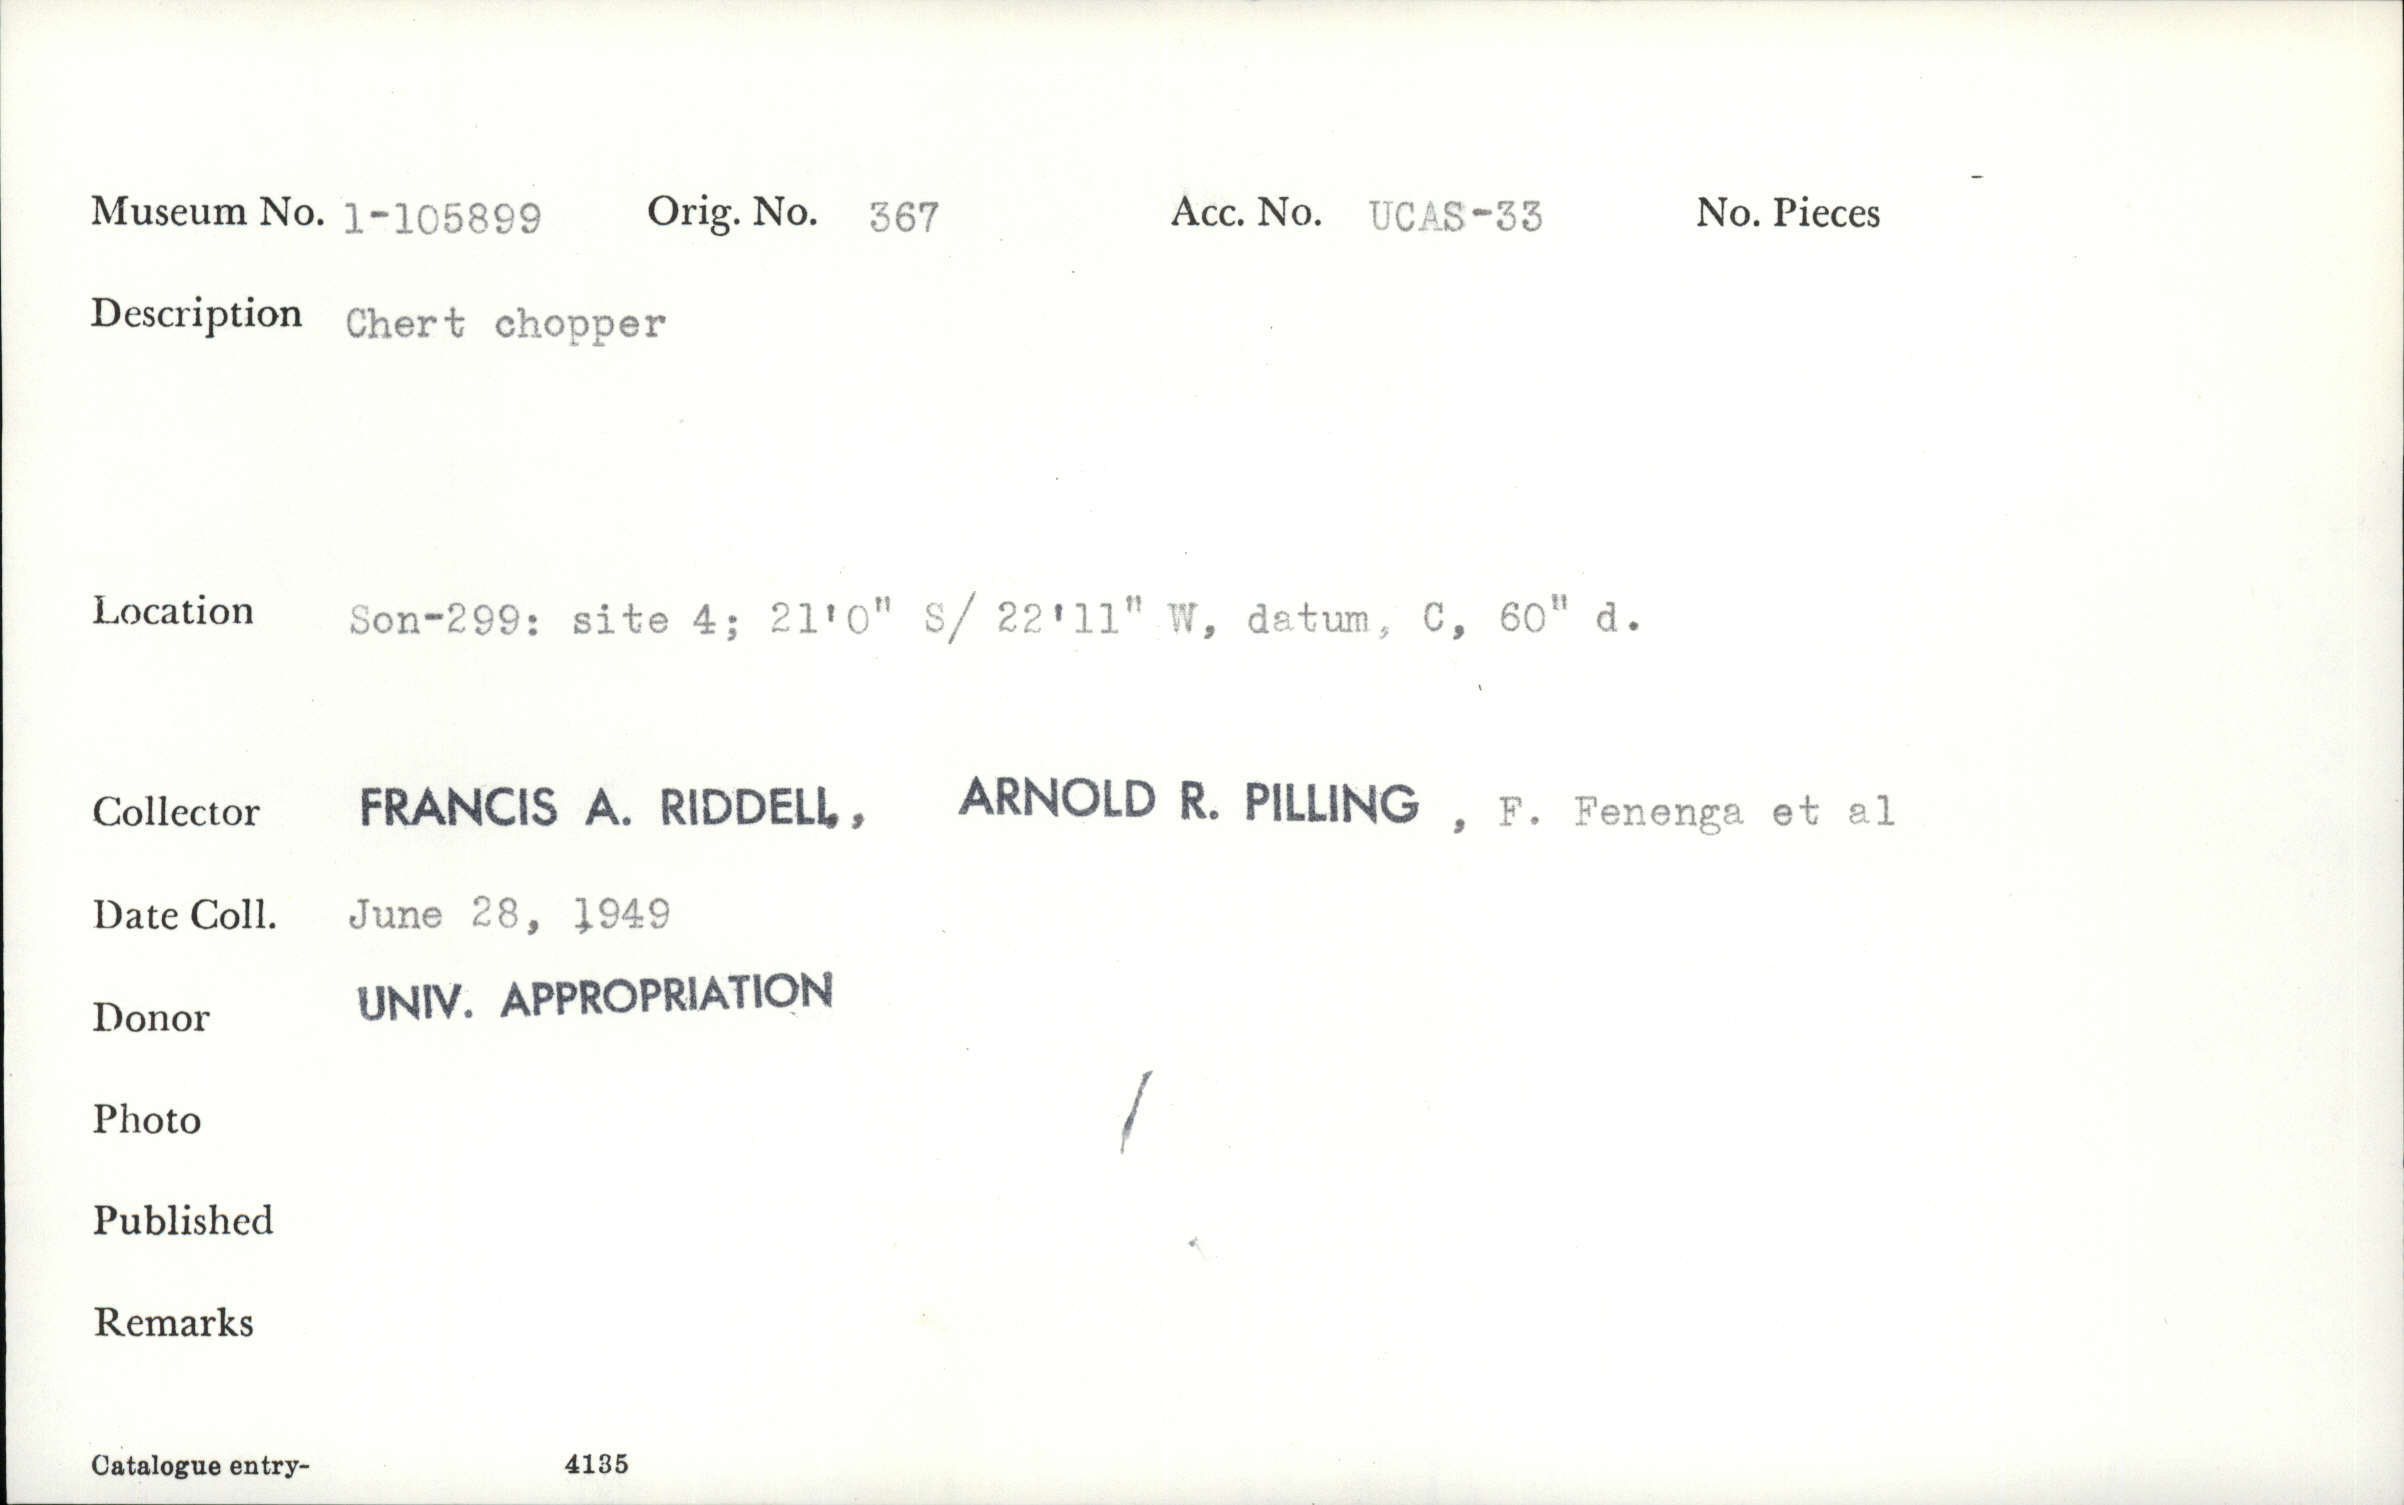 Museum No. 1-105899 Orig. No. 367 Acc. No. UCAS-33 No. Pieces
Description Chert chopper
Location Son-299: site 4; 21'0" S/ 22'11" W, datum, C, 60" d.
Collector FRANCIS A. RIDDELL, ARNOLD R. PILLING , F. Fenenga et al
Date Coll. June 28, 1949
Donor UNIV. APPROPRIATION
Photo
Published
Remarks
Catalogue entry- 4135